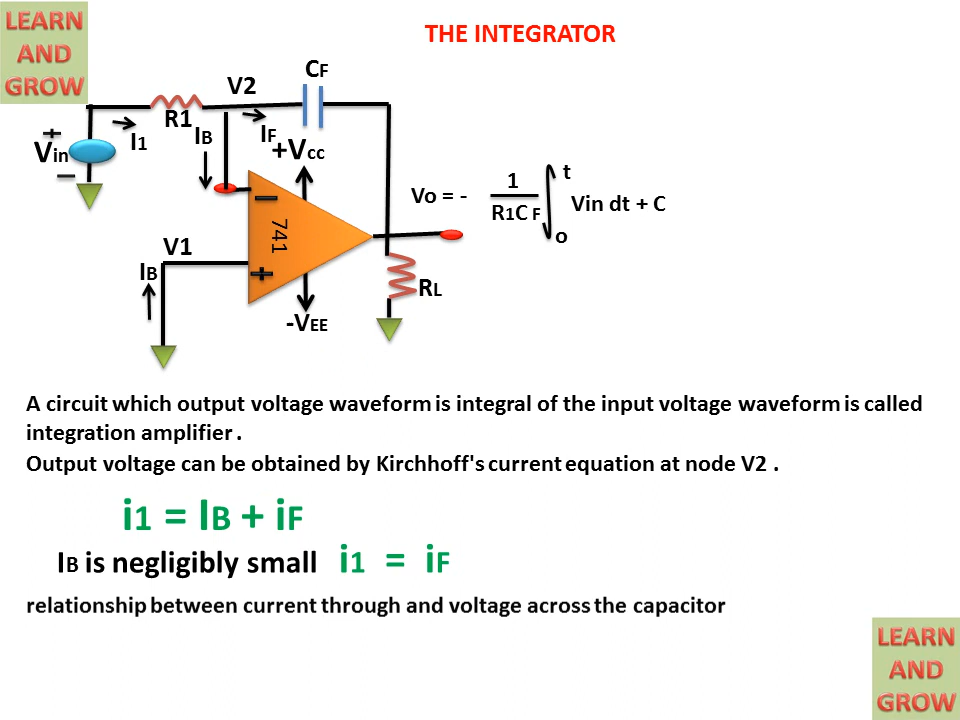 LEARN
AND
GROW
THE INTEGRATOR
CF
V2
R1
I1
IB
IF
+Vcc
+
Vin
−
−
741
+
V1
IB
-VEE
RL
Vo = - 1/R1C F ∫ o t Vin dt + C
A circuit which output voltage waveform is integral of the input voltage waveform is called
integration amplifier .
Output voltage can be obtained by Kirchhoff's current equation at node V2 .
i1 = IB + iF
IB is negligibly small i1 = iF
relationship between current through and voltage across the capacitor
LEARN
AND
GROW